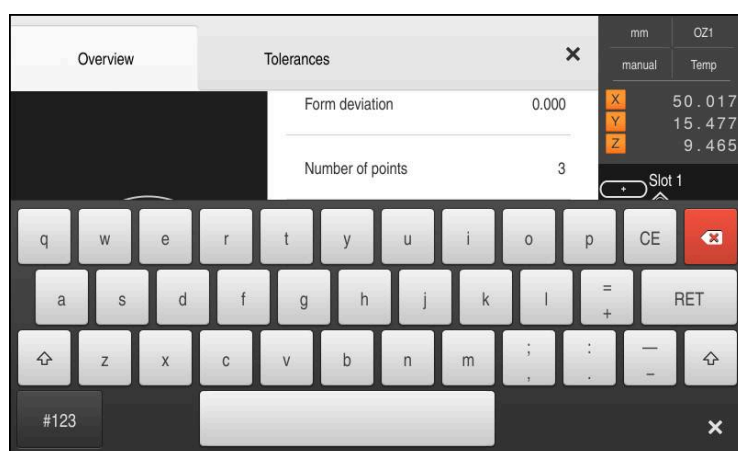 Overview
Tolerances
×
mm
OZ1
manual
Temp
Form deviation
0.000
X
50.017
Y
15.477
Z
9.465
Number of points
3
+
Slot 1
q w e r t y u i o p CE
a s d f g h j k l = + RET
z x c v b n m ; , : . — –
#123
×